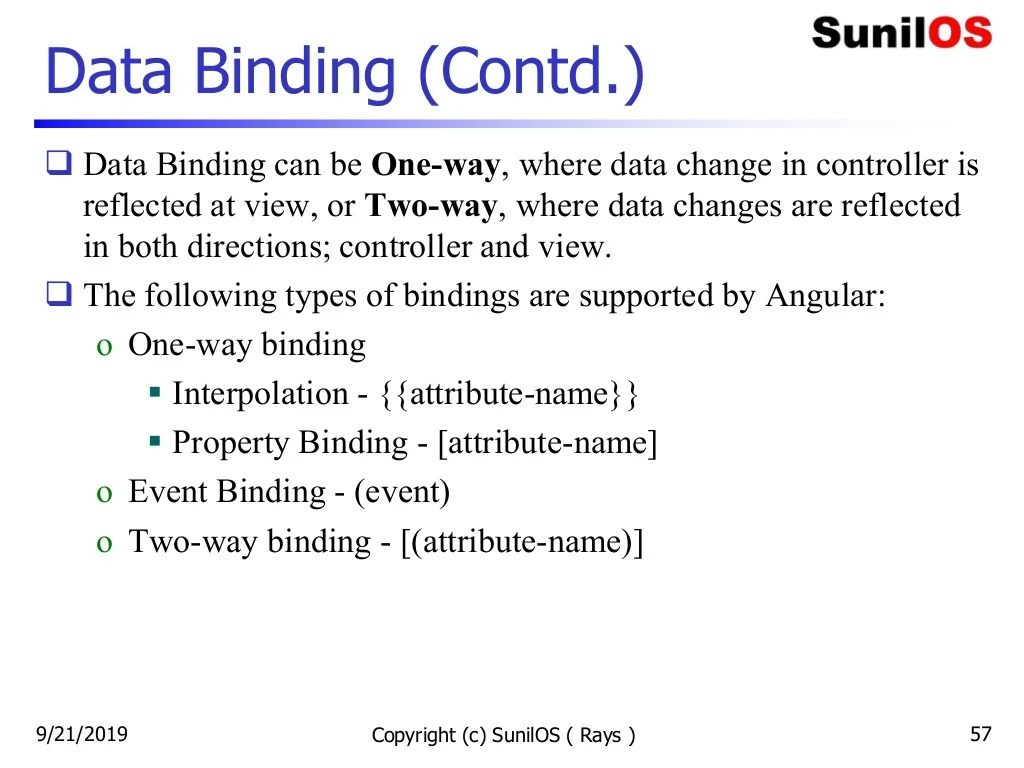 SunilOS
Data Binding (Contd.)
Data Binding can be One-way, where data change in controller is
reflected at view, or Two-way, where data changes are reflected
in both directions; controller and view.
The following types of bindings are supported by Angular:
o One-way binding
▪ Interpolation - {{attribute-name}}
▪ Property Binding - [attribute-name]
o Event Binding - (event)
o Two-way binding - [(attribute-name)]
9/21/2019
Copyright (c) SunilOS ( Rays )
57